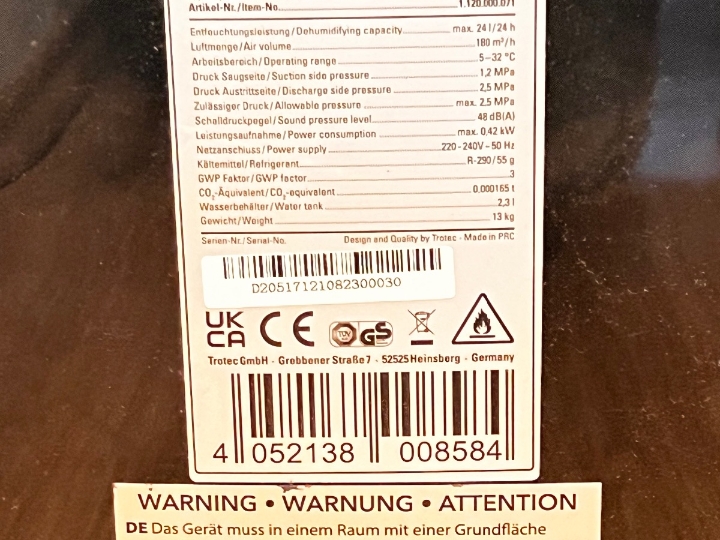 Artikel-Nr./Item-No. 1.120.000.071
Entfeuchtungsleistung/Dehumidifying capacity max. 24 l/24 h
Luftmenge/Air volume 180 m³/h
Arbeitsbereich/Operating range 5–32 °C
Druck Saugseite/Suction side pressure 1,2 MPa
Druck Austrittseite/Discharge side pressure 2,5 MPa
Zulässiger Druck/Allowable pressure max. 2.5 MPa
Schalldruckpegel/Sound pressure level 48 dB(A)
Leistungsaufnahme/Power consumption max. 0,42 kW
Netzanschluss/Power supply 220-240V~50 Hz
Kältemittel/Refrigerant R-290/55 g
GWP Faktor/GWP factor 3
CO₂-Äquivalent/CO₂-equivalent 0,000165 t
Wasserbehälter/Water tank 2,3 l
Gewicht/Weight 13 kg
Serien-Nr./Serial-No. Design and Quality by Trotec - Made in PRC
D20517121082300030
UK CA CE TÜV GS
Trotec GmbH · Grebbener Straße 7 · 52525 Heinsberg · Germany
4 052138 008584
WARNING • WARNUNG • ATTENTION
DE Das Gerät muss in einem Raum mit einer Grundfläche